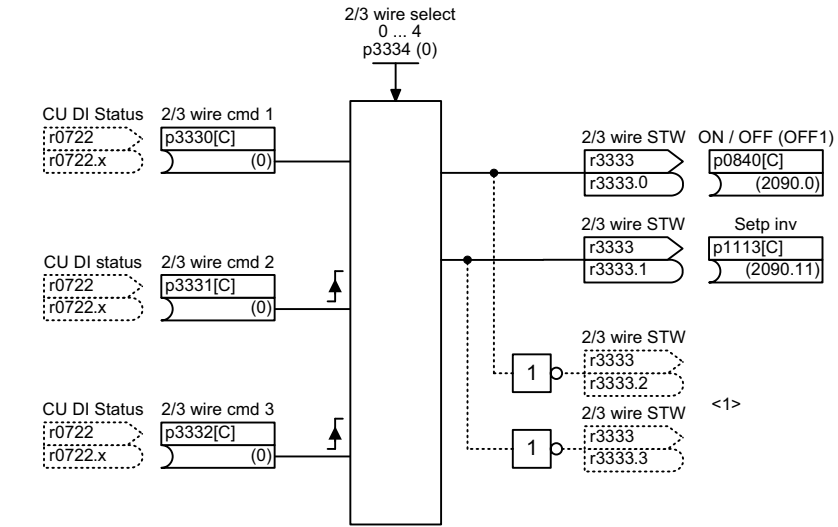 2/3 wire select
0 ... 4
p3334 (0)
CU DI Status 2/3 wire cmd 1
r0722 p3330[C]
r0722.x (0)
2/3 wire STW ON / OFF (OFF1)
r3333 p0840[C]
r3333.0 (2090.0)
2/3 wire STW Setp inv
r3333 p1113[C]
r3333.1 (2090.11)
CU DI status 2/3 wire cmd 2
r0722 p3331[C]
r0722.x (0)
2/3 wire STW
r3333
1 r3333.2
<1>
CU DI Status 2/3 wire cmd 3
r0722 p3332[C]
r0722.x (0)
2/3 wire STW
r3333
1 r3333.3